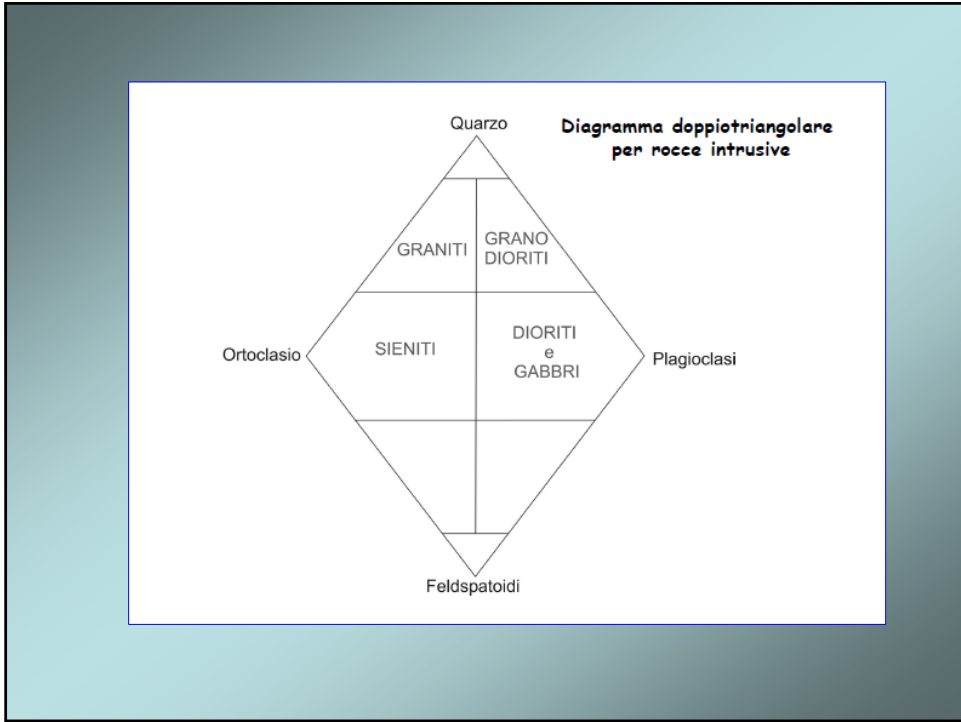 Diagramma doppiotriangolare
per rocce intrusive
Quarzo
GRANITI
GRANO
DIORITI
Ortoclasio
SIENITI
DIORITI
e
GABBRI
Plagioclasi
Feldspatoidi